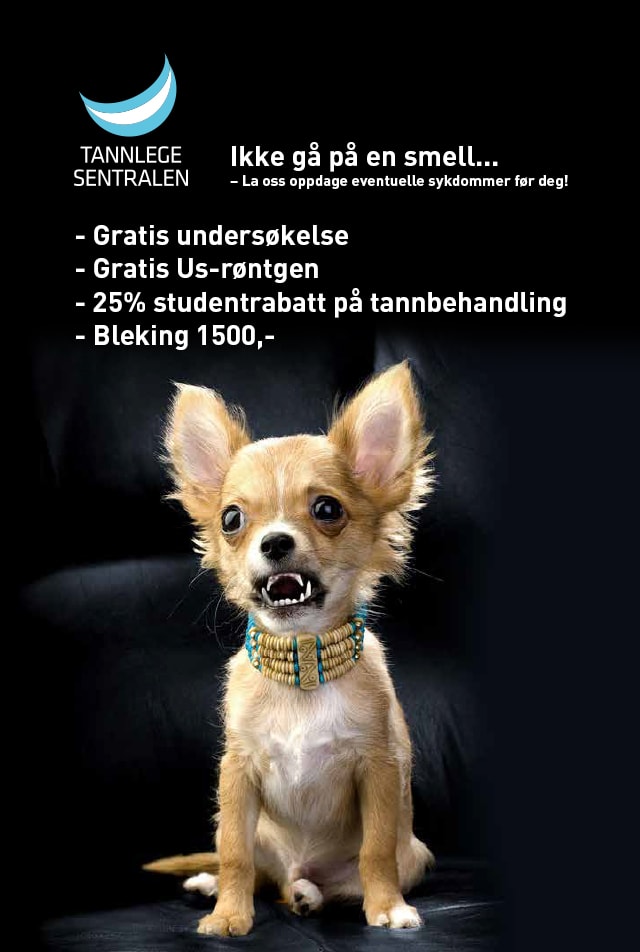 TANNLEGE
SENTRALEN
Ikke gå på en smell...
– La oss oppdage eventuelle sykdommer før deg!
- Gratis undersøkelse
- Gratis Us-røntgen
- 25% studentrabatt på tannbehandling
- Bleking 1500,-